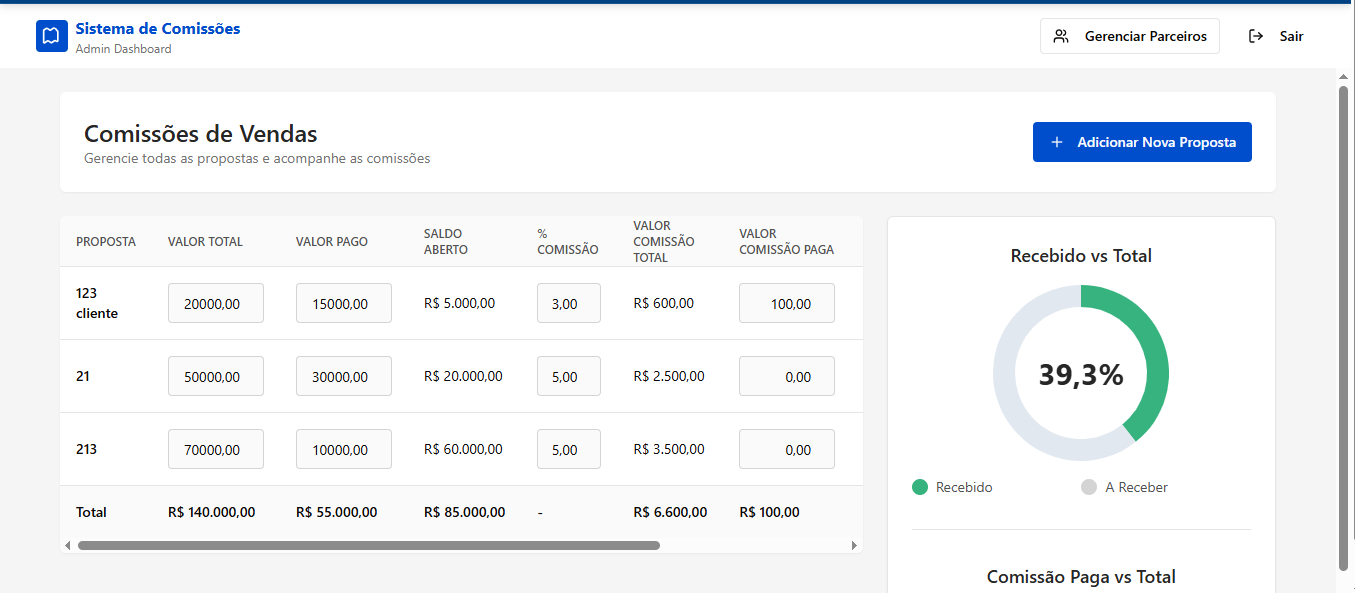 Sistema de Comissões
Admin Dashboard
Gerenciar Parceiros
Sair
Comissões de Vendas
Gerencie todas as propostas e acompanhe as comissões
Adicionar Nova Proposta
PROPOSTA VALOR TOTAL VALOR PAGO SALDO ABERTO % COMISSÃO VALOR COMISSÃO TOTAL VALOR COMISSÃO PAGA
123 cliente 20000,00 15000,00 R$ 5.000,00 3,00 R$ 600,00 100,00
21 50000,00 30000,00 R$ 20.000,00 5,00 R$ 2.500,00 0,00
213 70000,00 10000,00 R$ 60.000,00 5,00 R$ 3.500,00 0,00
Total R$ 140.000,00 R$ 55.000,00 R$ 85.000,00 - R$ 6.600,00 R$ 100,00
Recebido vs Total
39,3%
Recebido
A Receber
Comissão Paga vs Total